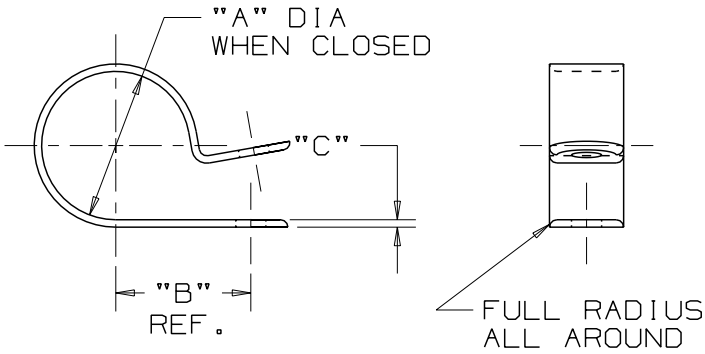 "A" DIA
WHEN CLOSED
"C"
"B"
REF.
FULL RADIUS
ALL AROUND